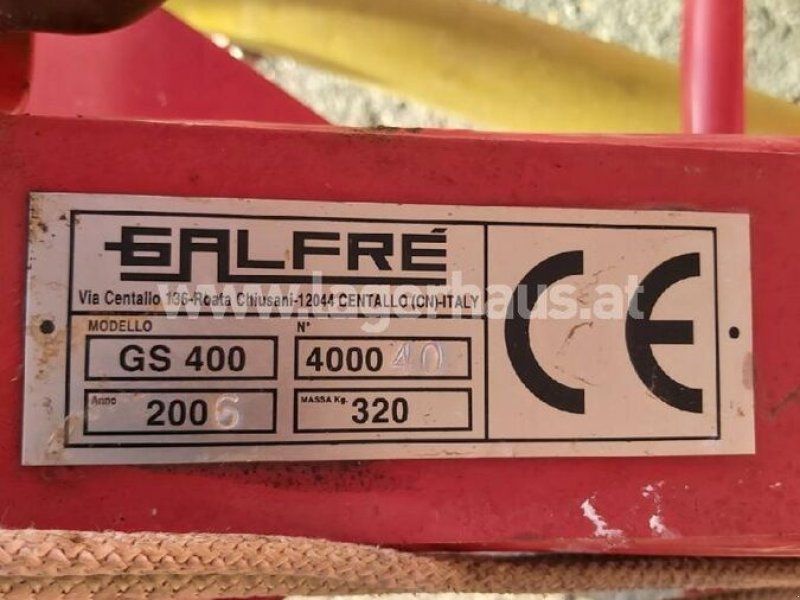 GALFRÉ
Via Centallo 136-Roata Chiusani-12044 CENTALLO (CN)-ITALY
www.lagerhaus.at
MODELLO N°
GS 400 400040
Anno 2006 MASSA Kg. 320
CE